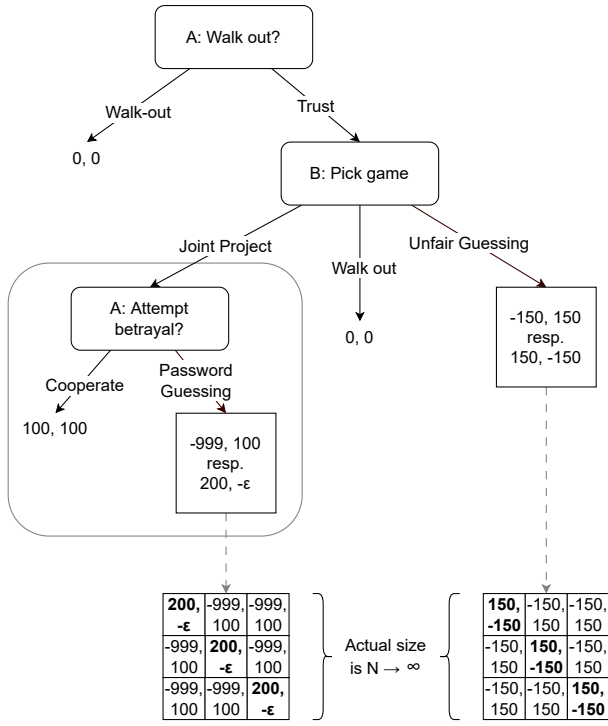 A: Walk out?
Walk-out
Trust
0, 0
B: Pick game
Joint Project
Walk out
Unfair Guessing
0, 0
A: Attempt
betrayal?
Cooperate
Password
Guessing
100, 100
-999, 100
resp.
200, -ε
-150, 150
resp.
150, -150
200, -999, -999,
-ε 100 100
-999, 200, -999,
100 -ε 100
-999, -999, 200,
100 100 -ε
Actual size
is N → ∞
150, -150, -150,
-150 150 150
-150, 150, -150,
150 -150 150
-150, -150, 150,
150 150 -150